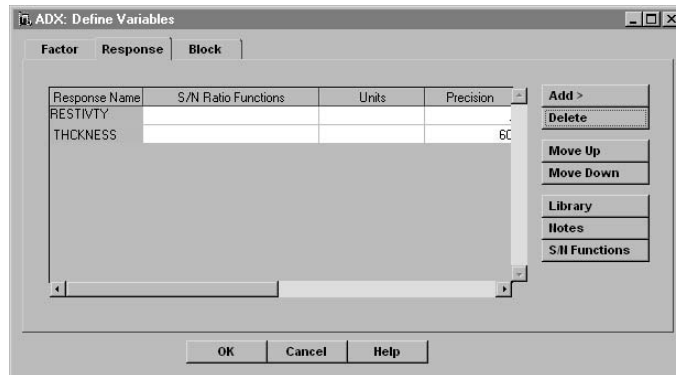 ADX: Define Variables
Factor Response Block
Response Name S/N Ratio Functions Units Precision
RESTIVTY .
THCKNESS 60
Add >
Delete
Move Up
Move Down
Library
Notes
S/N Functions
OK Cancel Help